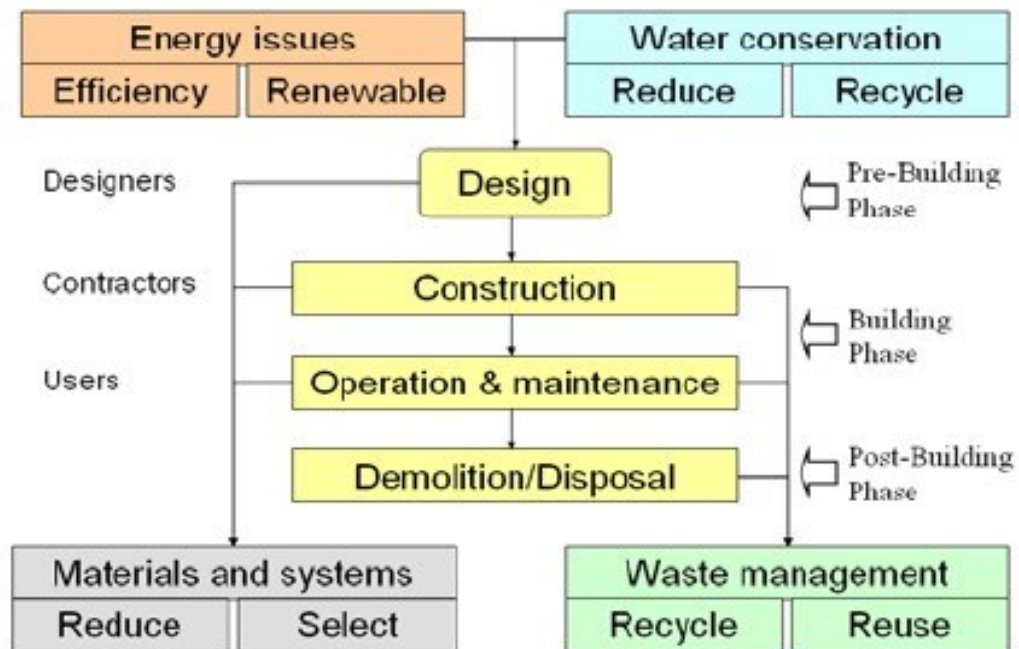 Energy issues
Water conservation
Efficiency
Renewable
Reduce
Recycle
Designers
Design
Pre-Building
Phase
Contractors
Construction
Building
Phase
Users
Operation & maintenance
Demolition/Disposal
Post-Building
Phase
Materials and systems
Waste management
Reduce
Select
Recycle
Reuse